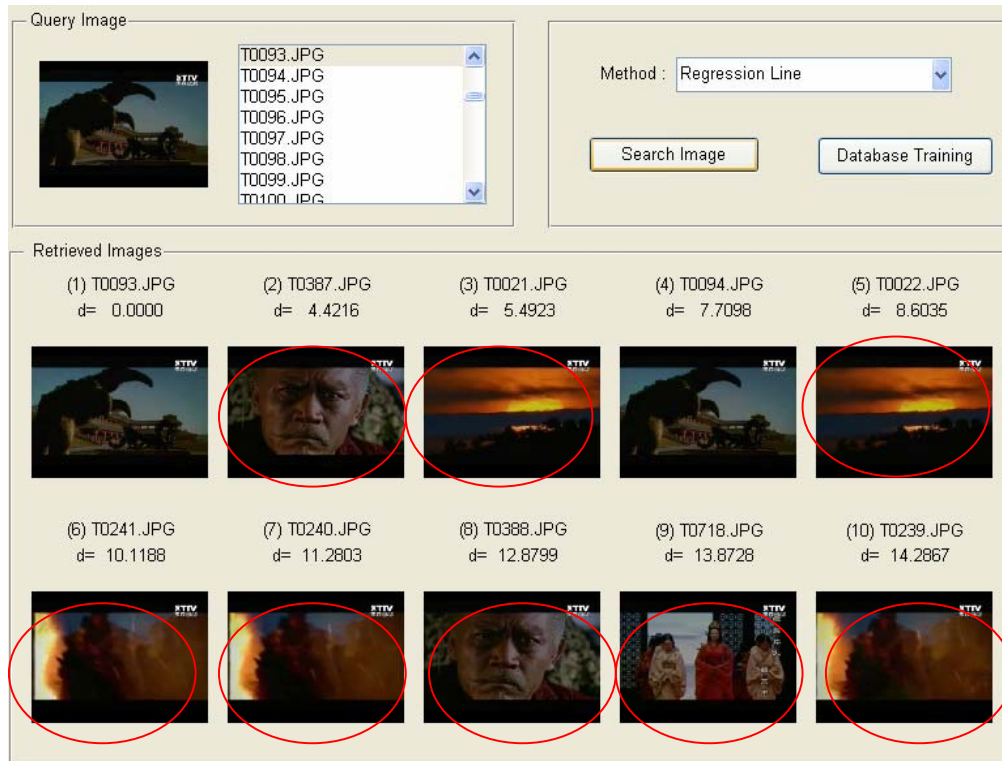 Query Image
T0093.JPG
T0094.JPG
T0095.JPG
T0096.JPG
T0097.JPG
T0098.JPG
T0099.JPG
T0100.JPG
Method : Regression Line
Search Image
Database Training
Retrieved Images
(1) T0093.JPG
d= 0.0000
(2) T0387.JPG
d= 4.4216
(3) T0021.JPG
d= 5.4923
(4) T0094.JPG
d= 7.7098
(5) T0022.JPG
d= 8.6035
(6) T0241.JPG
d= 10.1188
(7) T0240.JPG
d= 11.2803
(8) T0388.JPG
d= 12.8799
(9) T0718.JPG
d= 13.8728
(10) T0239.JPG
d= 14.2867